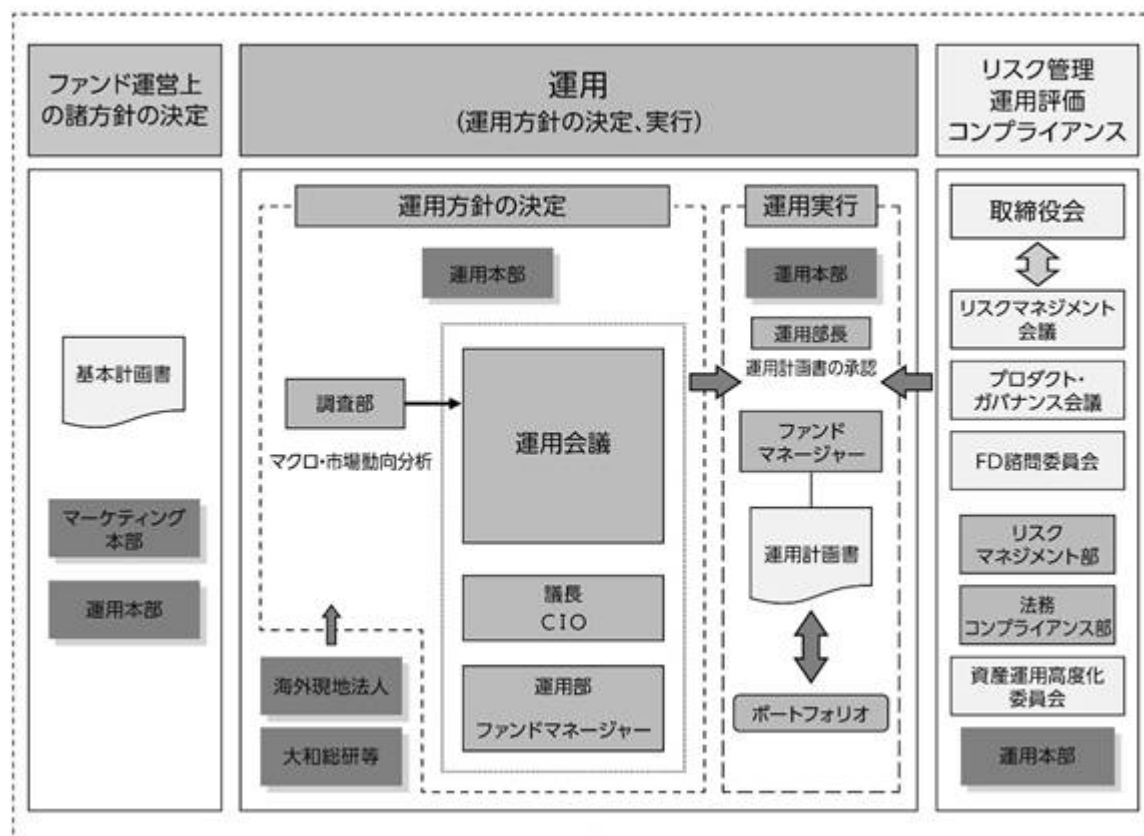 ファンド運営上
の諸方針の決定
運用
(運用方針の決定、実行)
リスク管理
運用評価
コンプライアンス
基本計画書
マーケティング
本部
運用本部
運用方針の決定
運用本部
調査部
マクロ・市場動向分析
運用会議
議長
CIO
運用部
ファンドマネージャー
海外現地法人
大和総研等
運用実行
運用本部
運用部長
運用計画書の承認
ファンド
マネージャー
運用計画書
ポートフォリオ
取締役会
リスクマネジメント
会議
プロダクト・
ガバナンス会議
FD諮問委員会
リスク
マネジメント部
法務
コンプライアンス部
資産運用高度化
委員会
運用本部